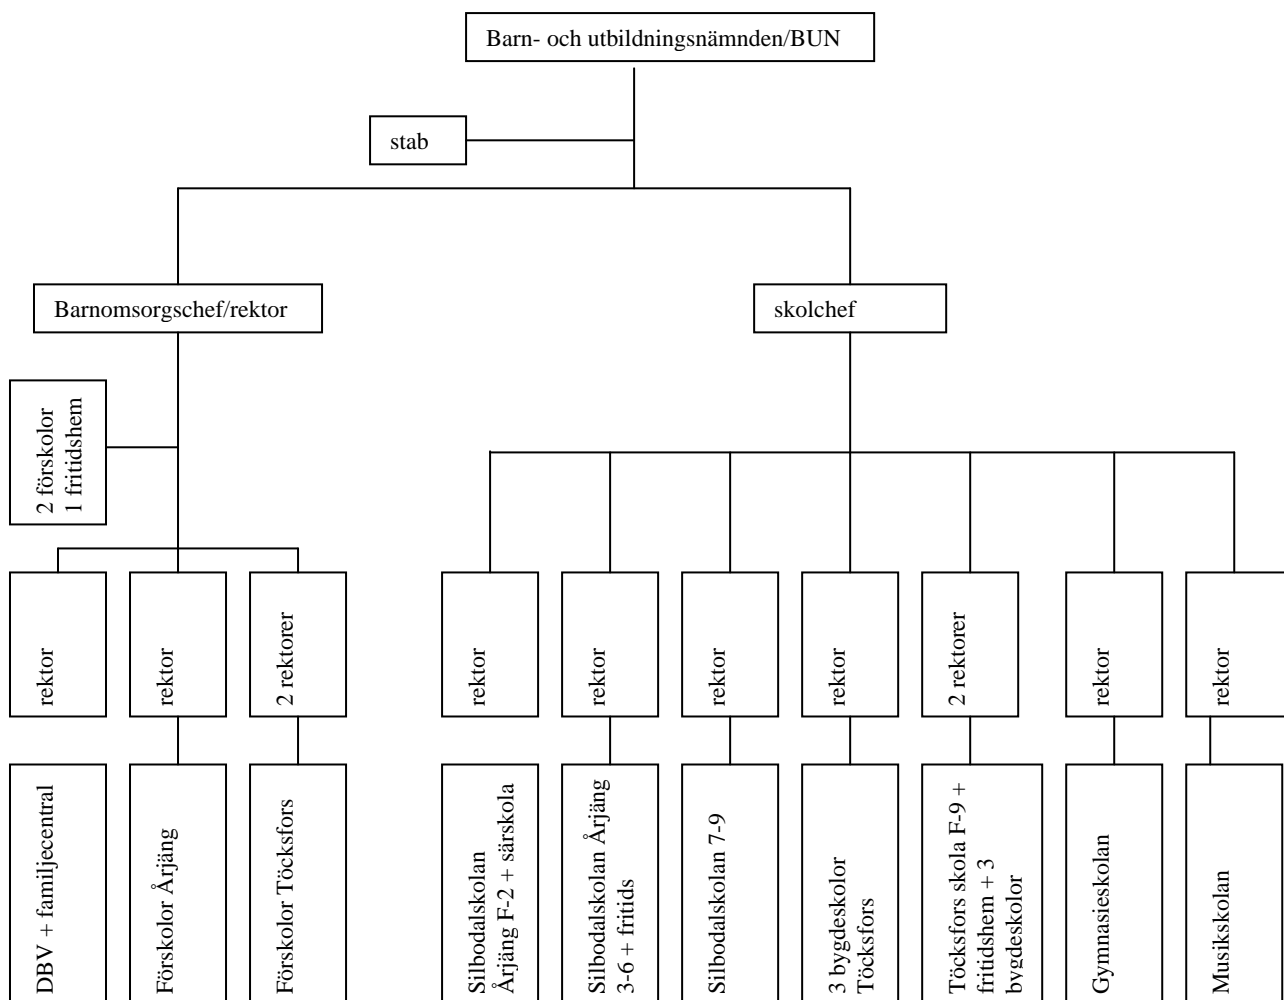 Barn- och utbildningsnämnden/BUN
stab
Barnomsorgschef/rektor
skolchef
2 förskolor
1 fritidshem
rektor
rektor
2 rektorer
rektor
rektor
rektor
rektor
2 rektorer
rektor
rektor
DBV + familjecentral
Förskolor Årjäng
Förskolor Töcksfors
Silbodalskolan
Årjäng F-2 + särskola
Silbodalskolan Årjäng
3-6 + fritids
Silbodalskolan 7-9
3 bygdeskolor
Töcksfors
Töcksfors skola F-9 +
fritidshem + 3
bygdeskolor
Gymnasieskolan
Musikskolan